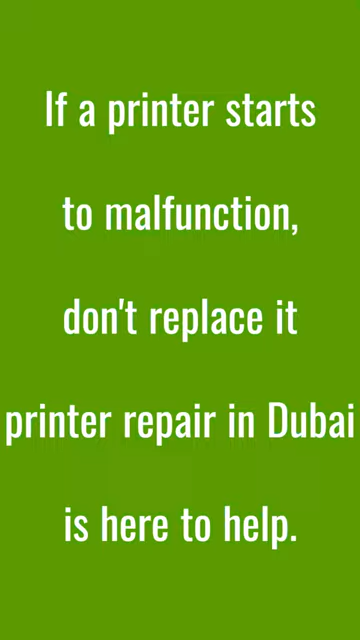 If a printer starts
to malfunction,
don't replace it
printer repair in Dubai
is here to help.